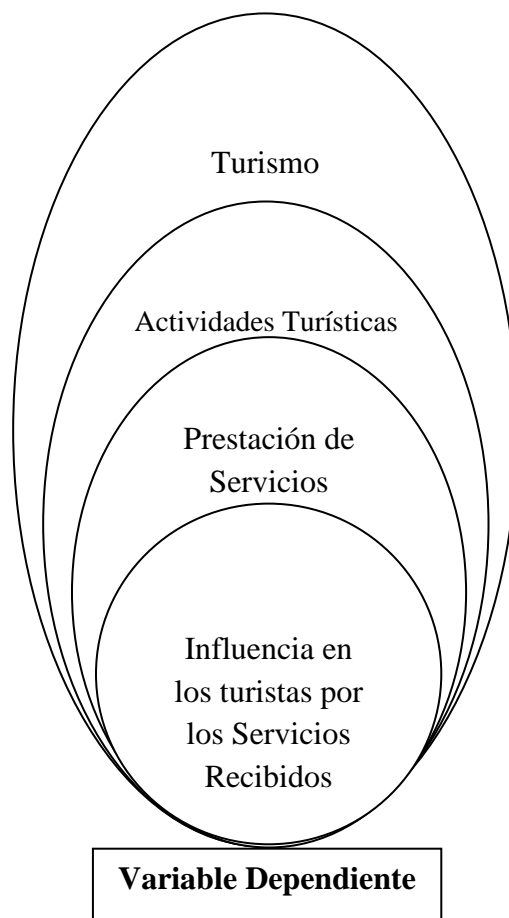 Turismo
Actividades Turísticas
Prestación de
Servicios
Influencia en
los turistas por
los Servicios
Recibidos
Variable Dependiente